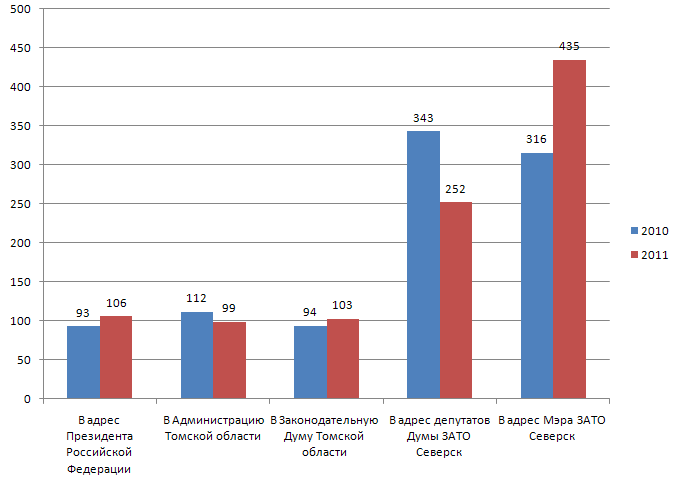 500
450
400
350
300
250
200
150
100
50
0
93
106
112
99
94
103
343
252
316
435
В адрес
Президента
Российской
Федерации
В Администрацию
Томской области
В Законодательную
Думу Томской
области
В адрес депутатов
Думы ЗАТО
Северск
В адрес Мэра ЗАТО
Северск
2010
2011